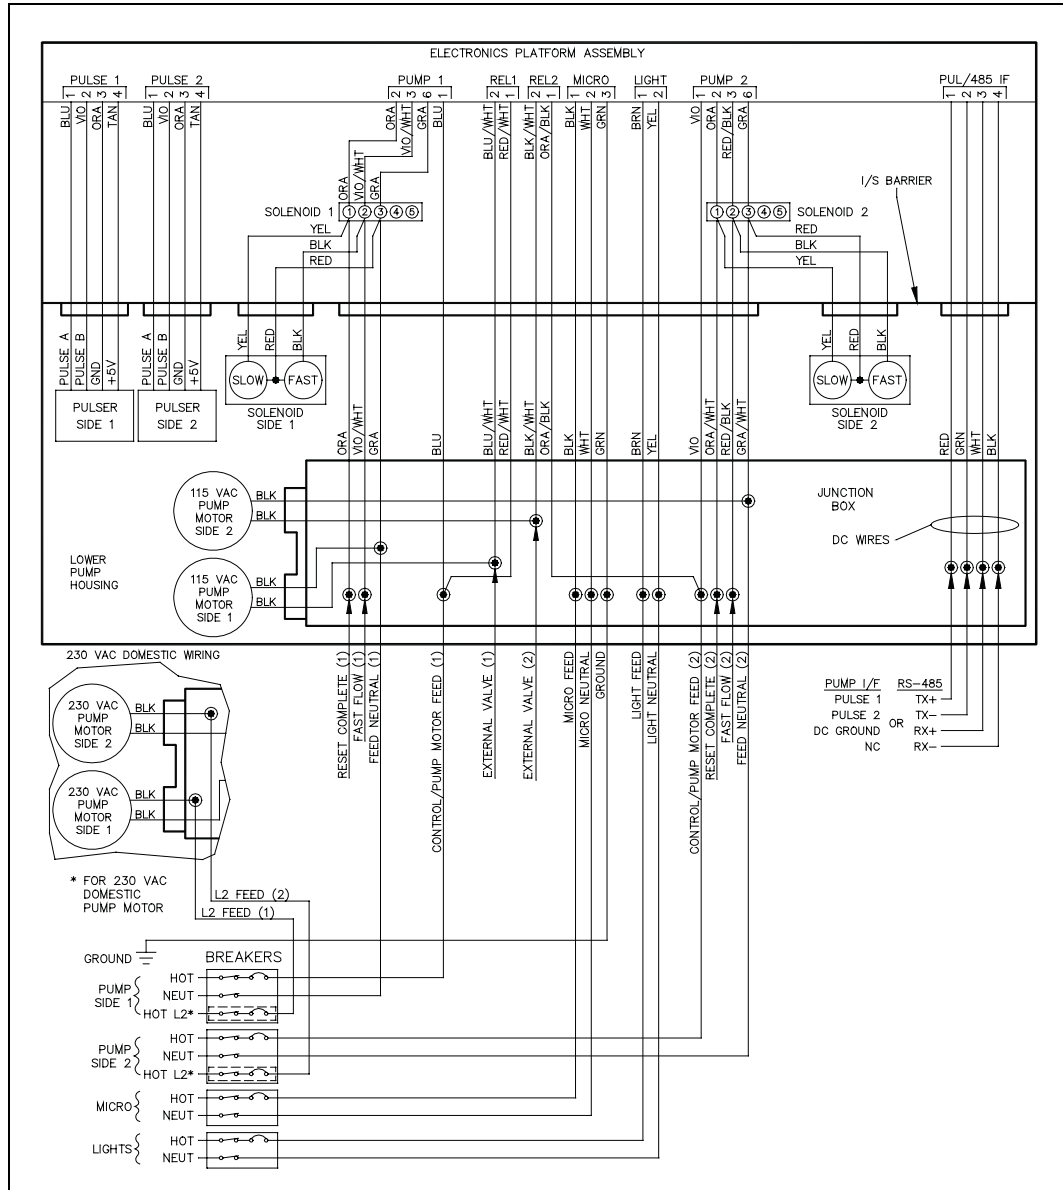 ELECTRONICS PLATFORM ASSEMBLY
PULSE 1 PULSE 2 PUMP 1 REL1 REL2 MICRO LIGHT PUMP 2 PUL/485 IF
1 2 3 4 1 2 3 4 2 3 6 1 2 1 2 1 1 2 3 1 2 1 2 3 6 1 2 3 4
BLU VIO ORA TAN BLU VIO ORA TAN ORA VIO/WHT GRA BLU BLU/WHT RED/WHT BLK/WHT ORA/BLK BLK WHT GRN BRN YEL VIO ORA RED/BLK GRA
ORA VIO/WHT GRA
I/S BARRIER
SOLENOID 1 1 2 3 4 5
1 2 3 4 5 SOLENOID 2
YEL RED
BLK BLK
RED YEL
PULSE A PULSE B GND +5V PULSE A PULSE B GND +5V YEL RED BLK YEL RED BLK
SLOW FAST SLOW FAST
PULSER SIDE 1
PULSER SIDE 2
SOLENOID SIDE 1
SOLENOID SIDE 2
ORA VIO/WHT GRA BLU BLU/WHT RED/WHT BLK/WHT ORA/BLK BLK WHT GRN BRN YEL VIO ORA/WHT RED/BLK GRA/WHT RED GRN WHT BLK
115 VAC
PUMP
MOTOR
SIDE 2
BLK
BLK
JUNCTION
BOX
DC WIRES
LOWER
PUMP
HOUSING
115 VAC
PUMP
MOTOR
SIDE 1
BLK
BLK
230 VAC DOMESTIC WIRING
230 VAC
PUMP
MOTOR
SIDE 2
BLK
BLK
230 VAC
PUMP
MOTOR
SIDE 1
BLK
BLK
RESET COMPLETE (1)
FAST FLOW (1)
FEED NEUTRAL (1)
CONTROL/PUMP MOTOR FEED (1)
EXTERNAL VALVE (1)
EXTERNAL VALVE (2)
MICRO FEED
MICRO NEUTRAL
GROUND
LIGHT FEED
LIGHT NEUTRAL
CONTROL/PUMP MOTOR FEED (2)
RESET COMPLETE (2)
FAST FLOW (2)
FEED NEUTRAL (2)
PUMP I/F RS-485
PULSE 1 TX+
PULSE 2 TX-
OR
DC GROUND RX+
NC RX-
* FOR 230 VAC
DOMESTIC
PUMP MOTOR
L2 FEED (2)
L2 FEED (1)
GROUND
BREAKERS
PUMP
SIDE 1
HOT
NEUT
HOT L2*
PUMP
SIDE 2
HOT
NEUT
HOT L2*
MICRO
HOT
NEUT
LIGHTS
HOT
NEUT